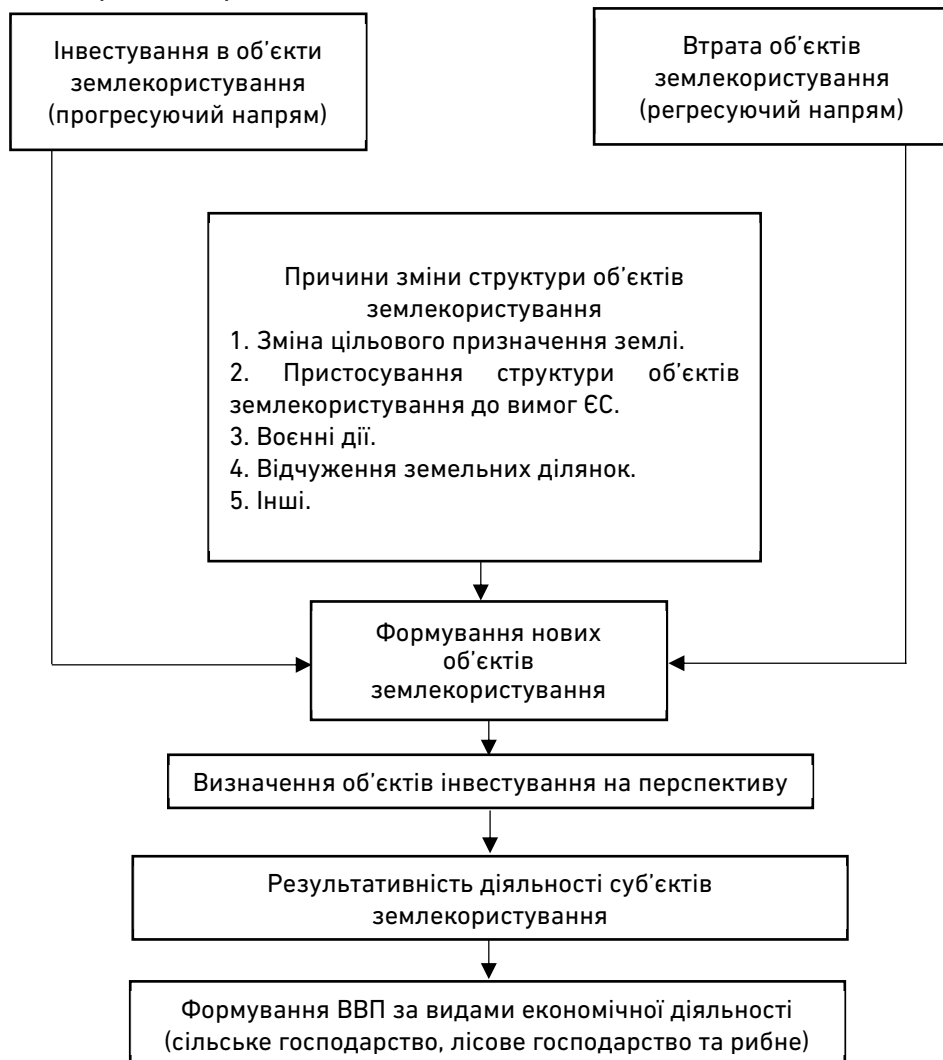 Інвестування в об’єкти
землекористування
(прогресуючий напрям)
Втрата об’єктів
землекористування
(регресуючий напрям)
Причини зміни структури об’єктів
землекористування
1. Зміна цільового призначення землі.
2. Пристосування структури об’єктів
землекористування до вимог ЄС.
3. Воєнні дії.
4. Відчуження земельних ділянок.
5. Інші.
Формування нових
об’єктів
землекористування
Визначення об’єктів інвестування на перспективу
Результативність діяльності суб’єктів
землекористування
Формування ВВП за видами економічної діяльності
(сільське господарство, лісове господарство та рибне)